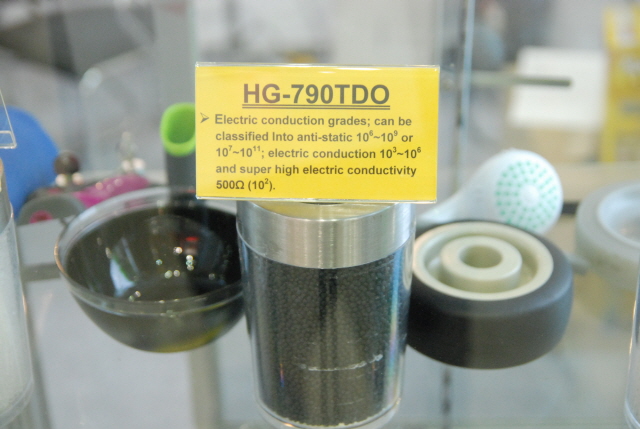 HG-790TDO
➢ Electric conduction grades; can be
classified Into anti-static 10⁶~10⁹ or
10⁷~10¹¹; electric conduction 10³~10⁶
and super high electric conductivity
500Ω (10²).